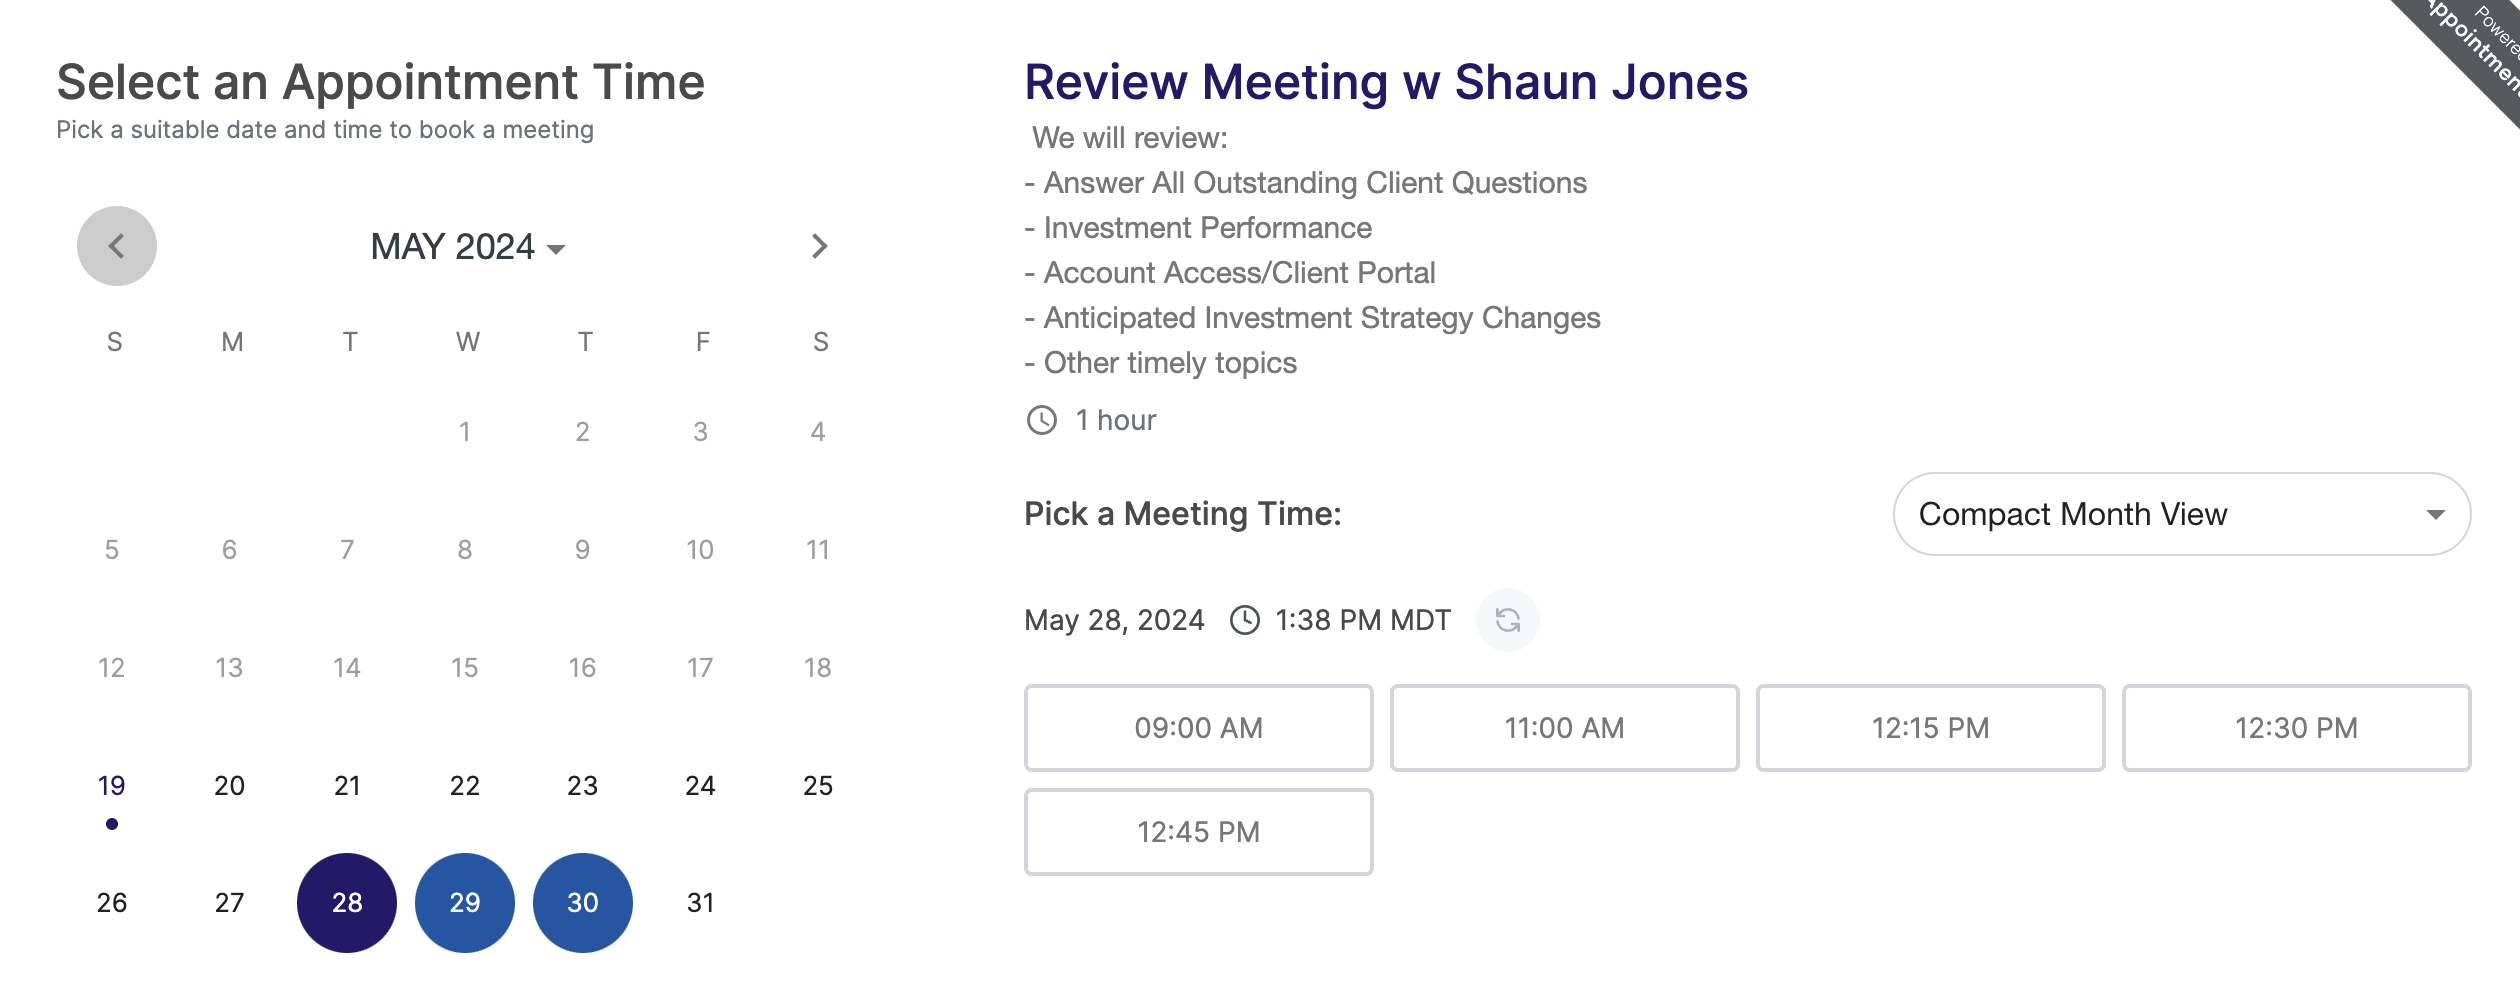 Select an Appointment Time
Pick a suitable date and time to book a meeting
MAY 2024
S M T W T F S
1 2 3 4
5 6 7 8 9 10 11
12 13 14 15 16 17 18
19 20 21 22 23 24 25
26 27 28 29 30 31
Review Meeting w Shaun Jones
We will review:
- Answer All Outstanding Client Questions
- Investment Performance
- Account Access/Client Portal
- Anticipated Investment Strategy Changes
- Other timely topics
1 hour
Pick a Meeting Time:
Compact Month View
May 28, 2024 1:38 PM MDT
09:00 AM 11:00 AM 12:15 PM 12:30 PM
12:45 PM